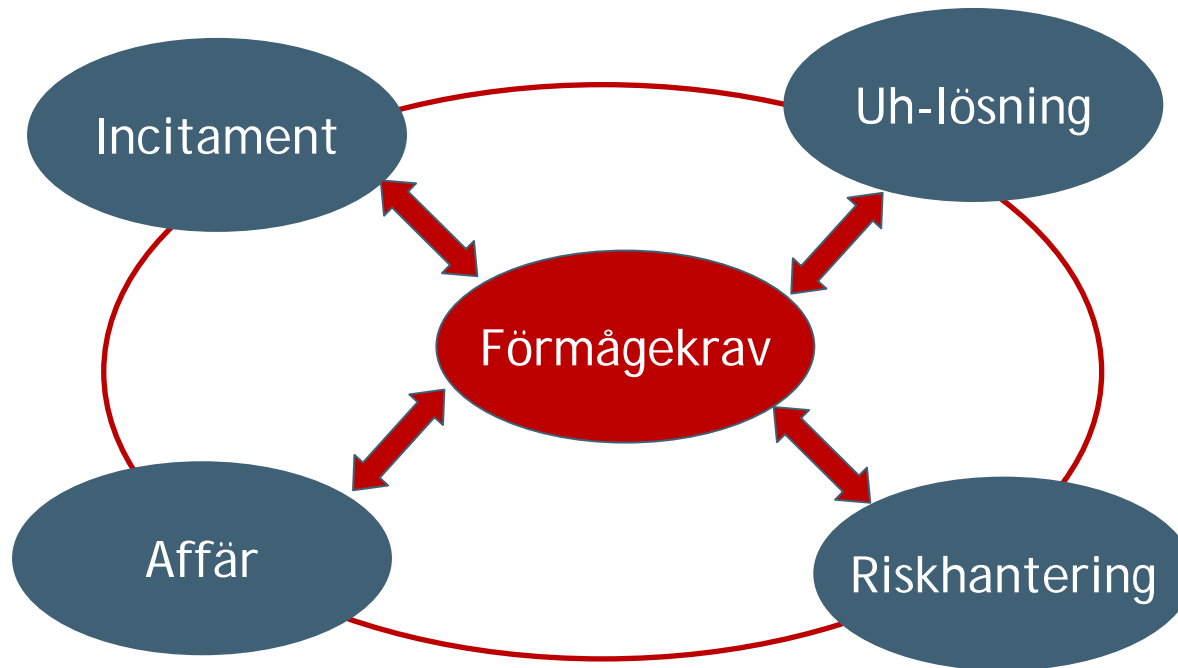 Incitament
Uh-lösning
Förmågekrav
Affär
Riskhantering